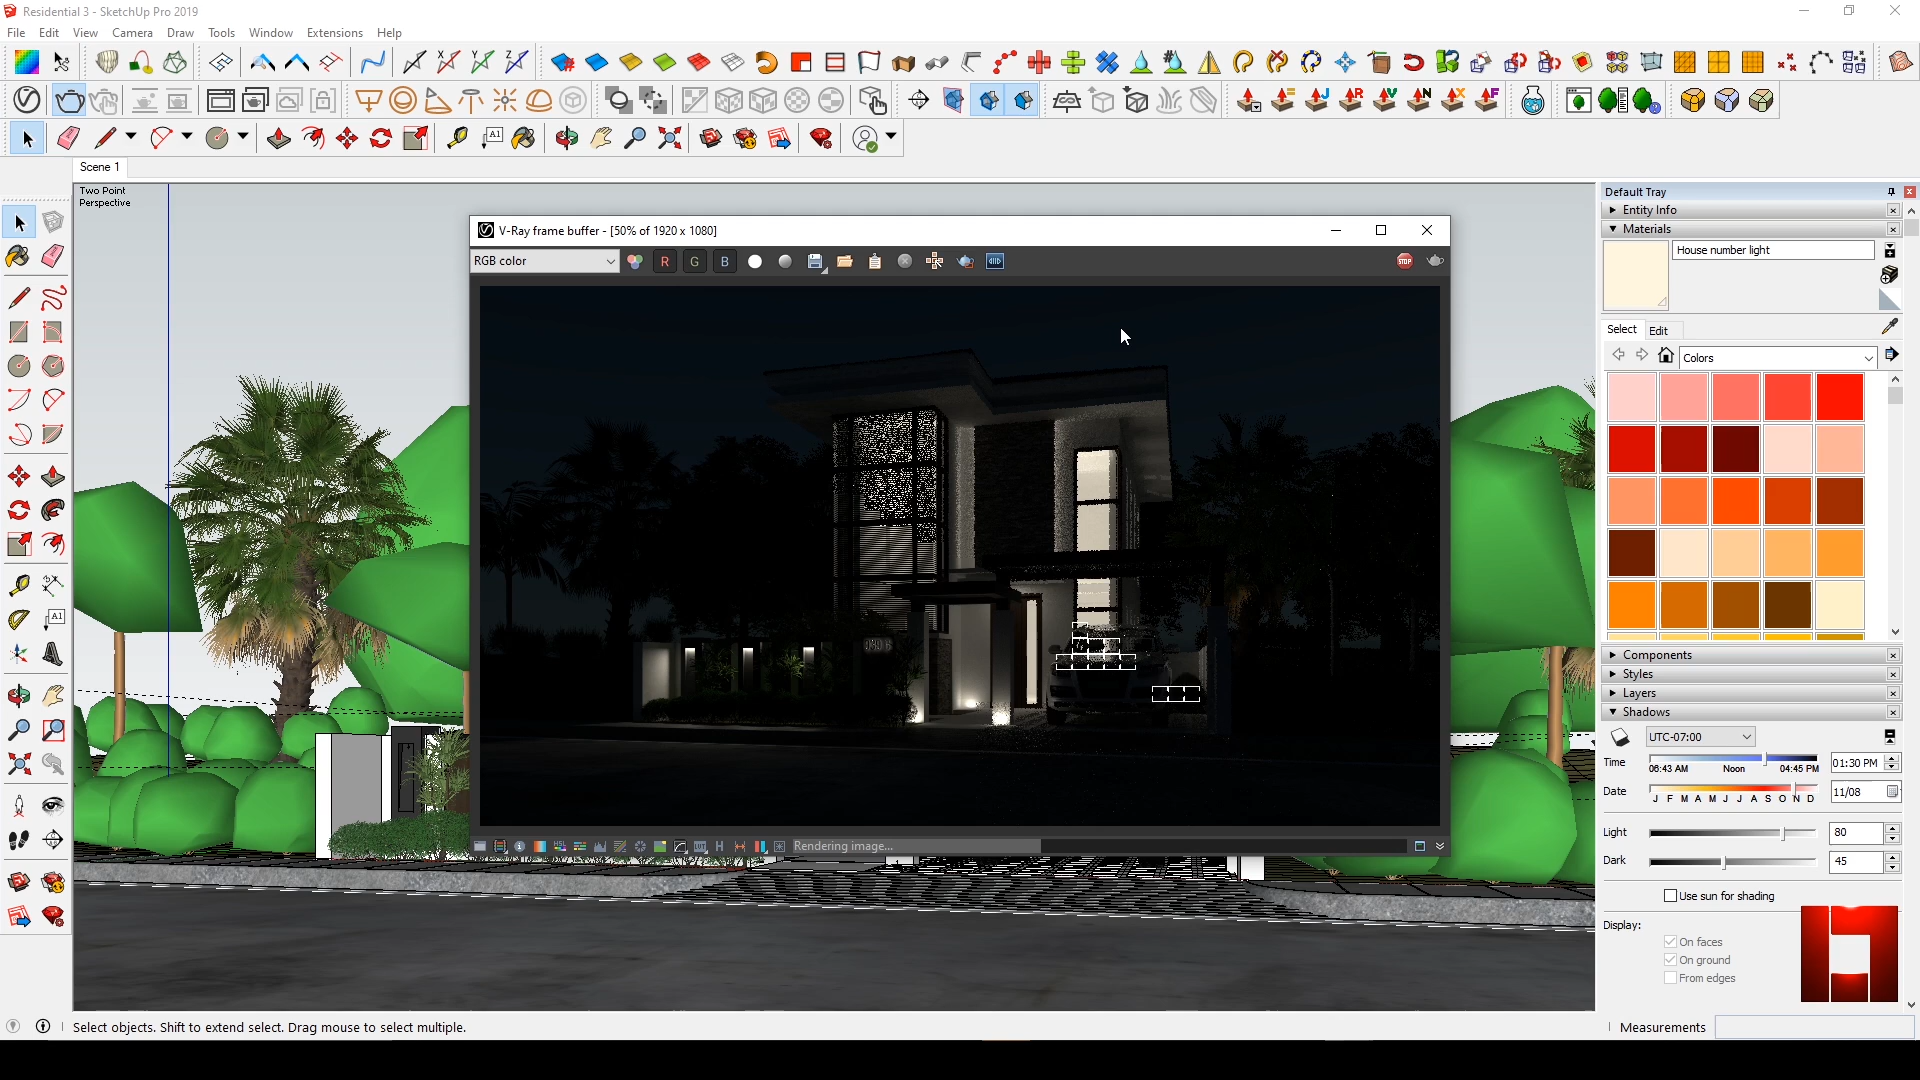 Residential 3 - SketchUp Pro 2019
File Edit View Camera Draw Tools Window Extensions Help
Scene 1
Two Point
Perspective
V-Ray frame buffer - [50% of 1920 x 1080]
RGB color
R G B
STOP
Rendering image...
Default Tray
Entity Info
Materials
House number light
Select Edit
Colors
Components
Styles
Layers
Shadows
UTC-07:00
Time 06:43 AM Noon 04:45 PM 01:30 PM
Date J F M A M J J A S O N D 11/08
Light 80
Dark 45
Use sun for shading
Display:
On faces
On ground
From edges
Select objects. Shift to extend select. Drag mouse to select multiple.
Measurements